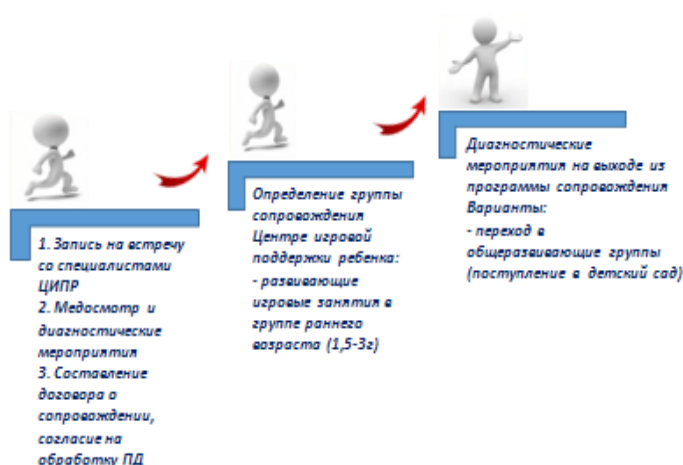 1. Запись на встречу
со специалистами
ЦИПР
2. Медосмотр и
диагностические
мероприятия
3. Составление
договора о
сопровождении,
согласие на
обработку ПД
Определение группы
сопровождения
Центре игровой
поддержки ребенка:
- развивающие
игровые занятия в
группе раннего
возраста (1,5-3г)
Диагностические
мероприятия на выходе из
программы сопровождения
Варианты:
- переход в
общеразвивающие группы
(поступление в детский сад)